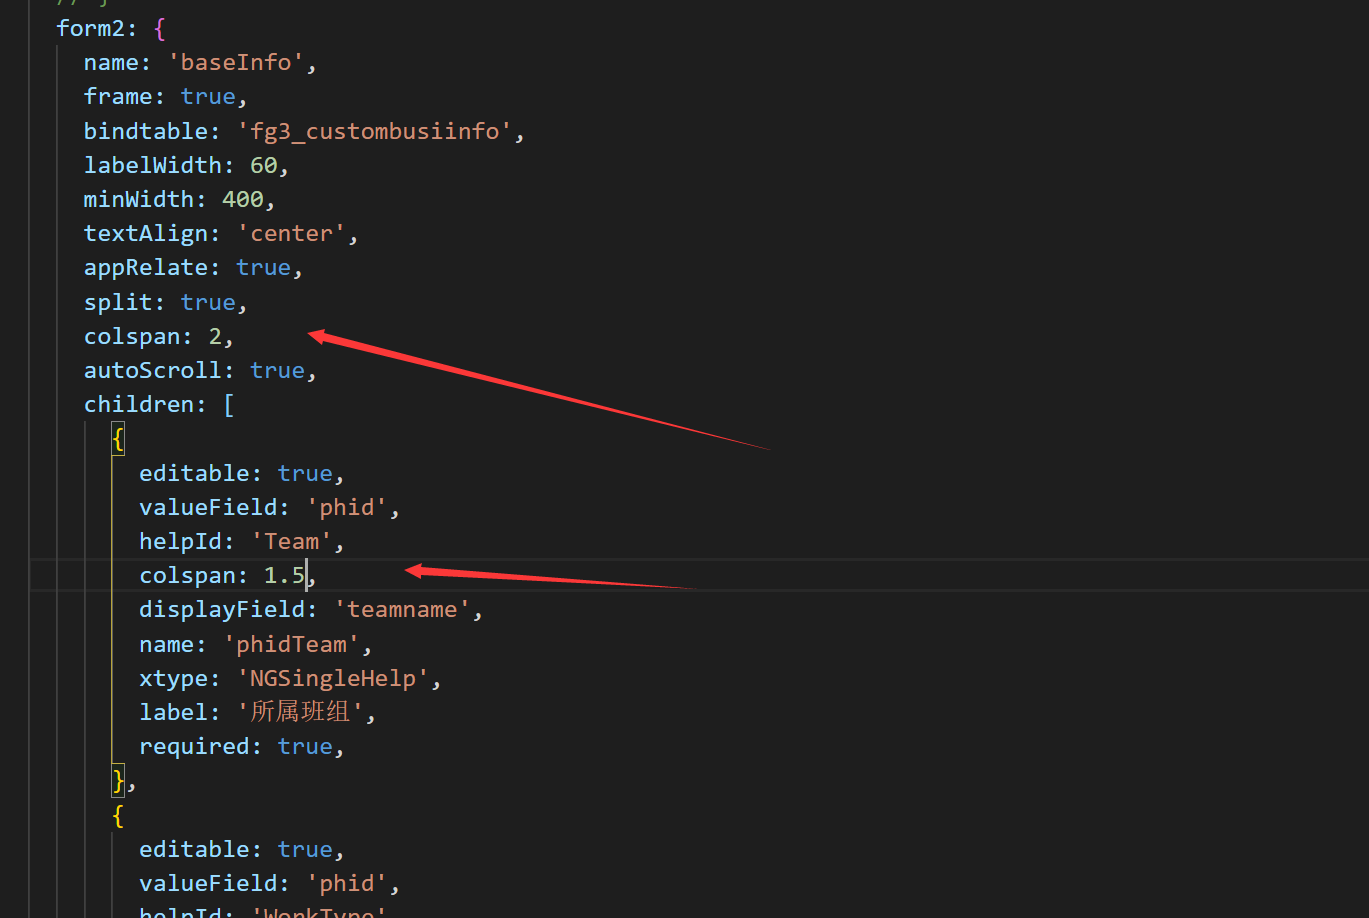 form2: {
name: 'baseInfo',
frame: true,
bindtable: 'fg3_custombusiinfo',
labelWidth: 60,
minWidth: 400,
textAlign: 'center',
appRelate: true,
split: true,
colspan: 2,
autoScroll: true,
children: [
{
editable: true,
valueField: 'phid',
helpId: 'Team',
colspan: 1.5,
displayField: 'teamname',
name: 'phidTeam',
xtype: 'NGSingleHelp',
label: '所属班组',
required: true,
},
{
editable: true,
valueField: 'phid',
helpId: 'WorkType'